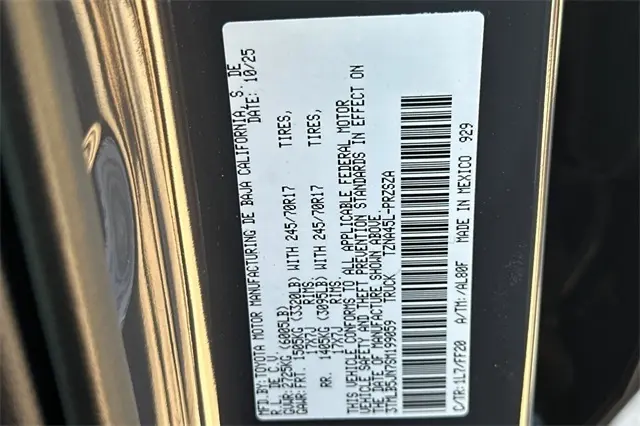 MFD.BY:TOYOTA MOTOR MANUFACTURING DE BAJA CALIFORNIA, S. DE
R.L. DE C.V. DATE: 10/25
GVWR: 2725KG (6005LB)
GAWR: FRT. 1505KG (3320LB) WITH 245/70R17 TIRES,
17X7J RIMS
RR. 1405KG (3095LB) WITH 245/70R17 TIRES,
17X7J RIMS
THIS VEHICLE CONFORMS TO ALL APPLICABLE FEDERAL MOTOR
VEHICLE SAFETY AND THEFT PREVENTION STANDARDS IN EFFECT ON
THE DATE OF MANUFACTURE SHOWN ABOVE.
3TMLB5JN7SM199059 TRUCK TZNA45L-PRZSZA
C/TR:1L7/FF20 A/TM:/AL80F MADE IN MEXICO 929